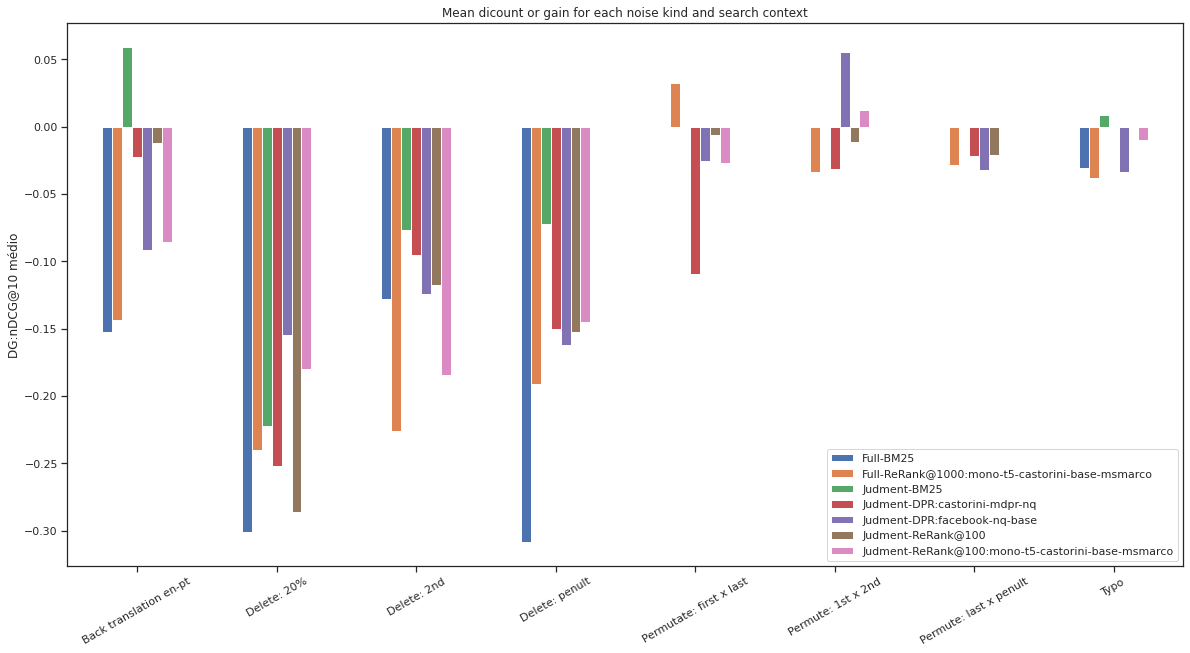 Mean dicount or gain for each noise kind and search context
DG:nDCG@10 médio
0.05
0.00
−0.05
−0.10
−0.15
−0.20
−0.25
−0.30
Back translation en-pt
Delete: 20%
Delete: 2nd
Delete: penult
Permutate: first x last
Permute: 1st x 2nd
Permute: last x penult
Typo
Full-BM25
Full-ReRank@1000:mono-t5-castorini-base-msmarco
Judment-BM25
Judment-DPR:castorini-mdpr-nq
Judment-DPR:facebook-nq-base
Judment-ReRank@100
Judment-ReRank@100:mono-t5-castorini-base-msmarco